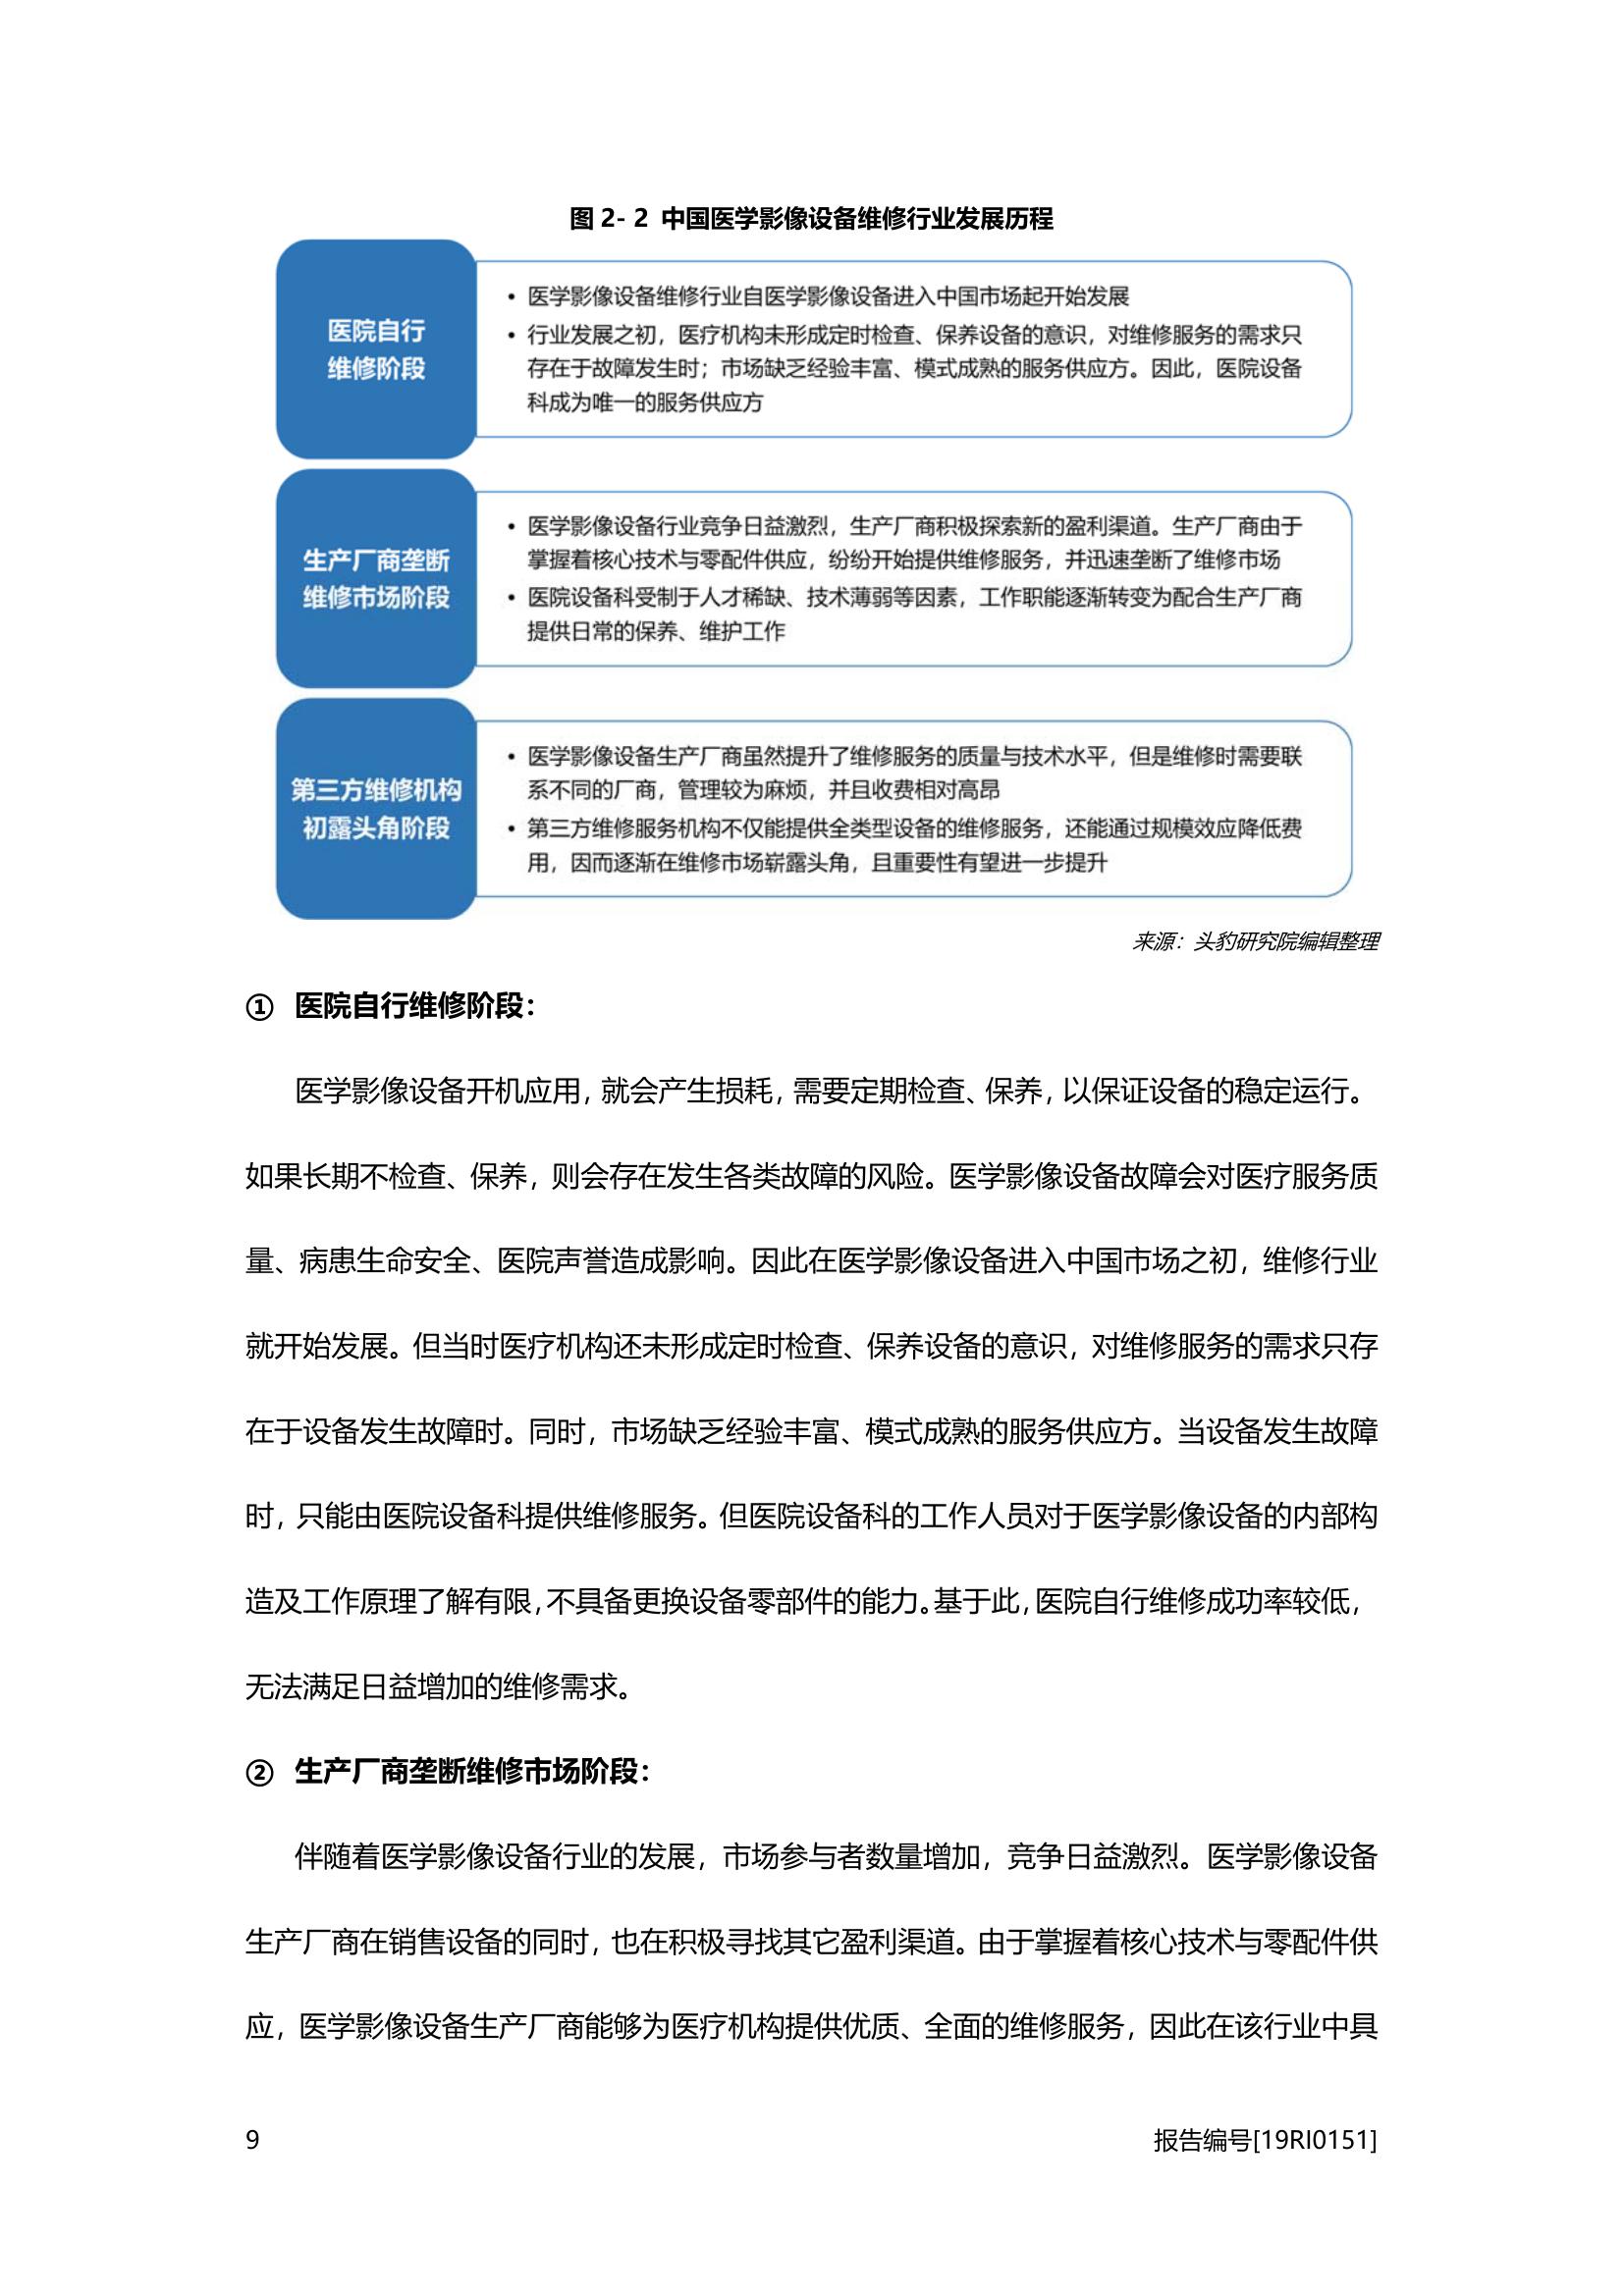 图 2- 2 中国医学影像设备维修行业发展历程
医院自行
维修阶段
• 医学影像设备维修行业自医学影像设备进入中国市场起开始发展
• 行业发展之初，医疗机构未形成定时检查、保养设备的意识，对维修服务的需求只
存在于故障发生时；市场缺乏经验丰富、模式成熟的服务供应方。因此，医院设备
科成为唯一的服务供应方
生产厂商垄断
维修市场阶段
• 医学影像设备行业竞争日益激烈，生产厂商积极探索新的盈利渠道。生产厂商由于
掌握着核心技术与零配件供应，纷纷开始提供维修服务，并迅速垄断了维修市场
• 医院设备科受制于人才稀缺、技术薄弱等因素，工作职能逐渐转变为配合生产厂商
提供日常的保养、维护工作
第三方维修机构
初露头角阶段
• 医学影像设备生产厂商虽然提升了维修服务的质量与技术水平，但是维修时需要联
系不同的厂商，管理较为麻烦，并且收费相对高昂
• 第三方维修服务机构不仅能提供全类型设备的维修服务，还能通过规模效应降低费
用，因而逐渐在维修市场崭露头角，且重要性有望进一步提升
来源：头豹研究院编辑整理
① 医院自行维修阶段：
医学影像设备开机应用，就会产生损耗，需要定期检查、保养，以保证设备的稳定运行。
如果长期不检查、保养，则会存在发生各类故障的风险。医学影像设备故障会对医疗服务质
量、病患生命安全、医院声誉造成影响。因此在医学影像设备进入中国市场之初，维修行业
就开始发展。但当时医疗机构还未形成定时检查、保养设备的意识，对维修服务的需求只存
在于设备发生故障时。同时，市场缺乏经验丰富、模式成熟的服务供应方。当设备发生故障
时，只能由医院设备科提供维修服务。但医院设备科的工作人员对于医学影像设备的内部构
造及工作原理了解有限，不具备更换设备零部件的能力。基于此，医院自行维修成功率较低，
无法满足日益增加的维修需求。
② 生产厂商垄断维修市场阶段：
伴随着医学影像设备行业的发展，市场参与者数量增加，竞争日益激烈。医学影像设备
生产厂商在销售设备的同时，也在积极寻找其它盈利渠道。由于掌握着核心技术与零配件供
应，医学影像设备生产厂商能够为医疗机构提供优质、全面的维修服务，因此在该行业中具
9
报告编号[19RI0151]